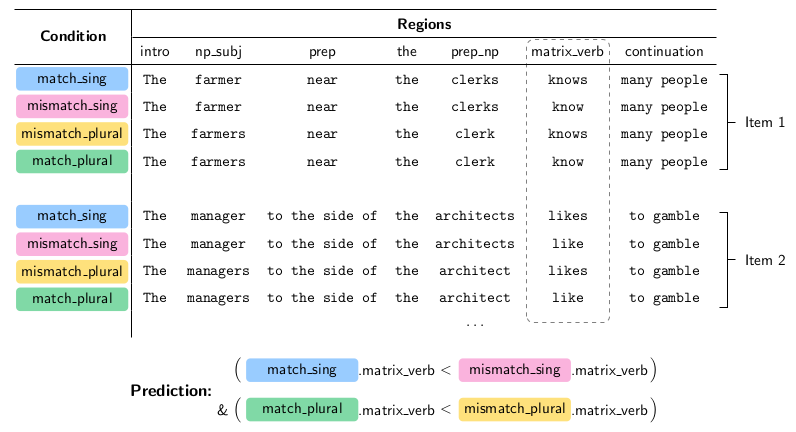 Condition Regions
intro np_subj prep the prep_np matrix_verb continuation
match_sing The farmer near the clerks knows many people
mismatch_sing The farmer near the clerks know many people
Item 1
mismatch_plural The farmers near the clerk knows many people
match_plural The farmers near the clerk know many people
match_sing The manager to the side of the architects likes to gamble
mismatch_sing The manager to the side of the architects like to gamble
Item 2
mismatch_plural The managers to the side of the architect likes to gamble
match_plural The managers to the side of the architect like to gamble
...
Prediction:
( match_sing .matrix_verb < mismatch_sing .matrix_verb )
& ( match_plural .matrix_verb < mismatch_plural .matrix_verb )